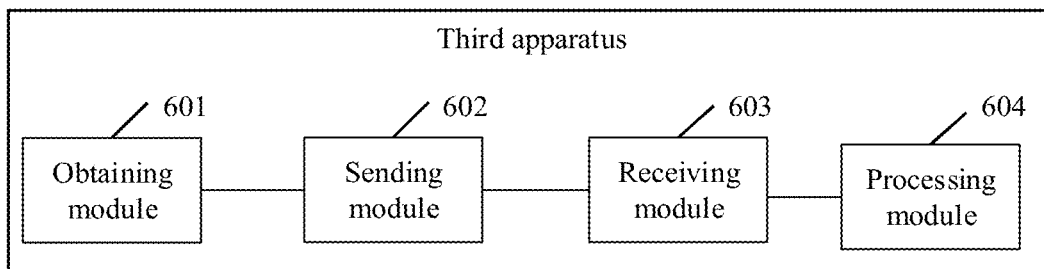 Third apparatus
601
602
603
604
Obtaining
module
Sending
module
Receiving
module
Processing
module